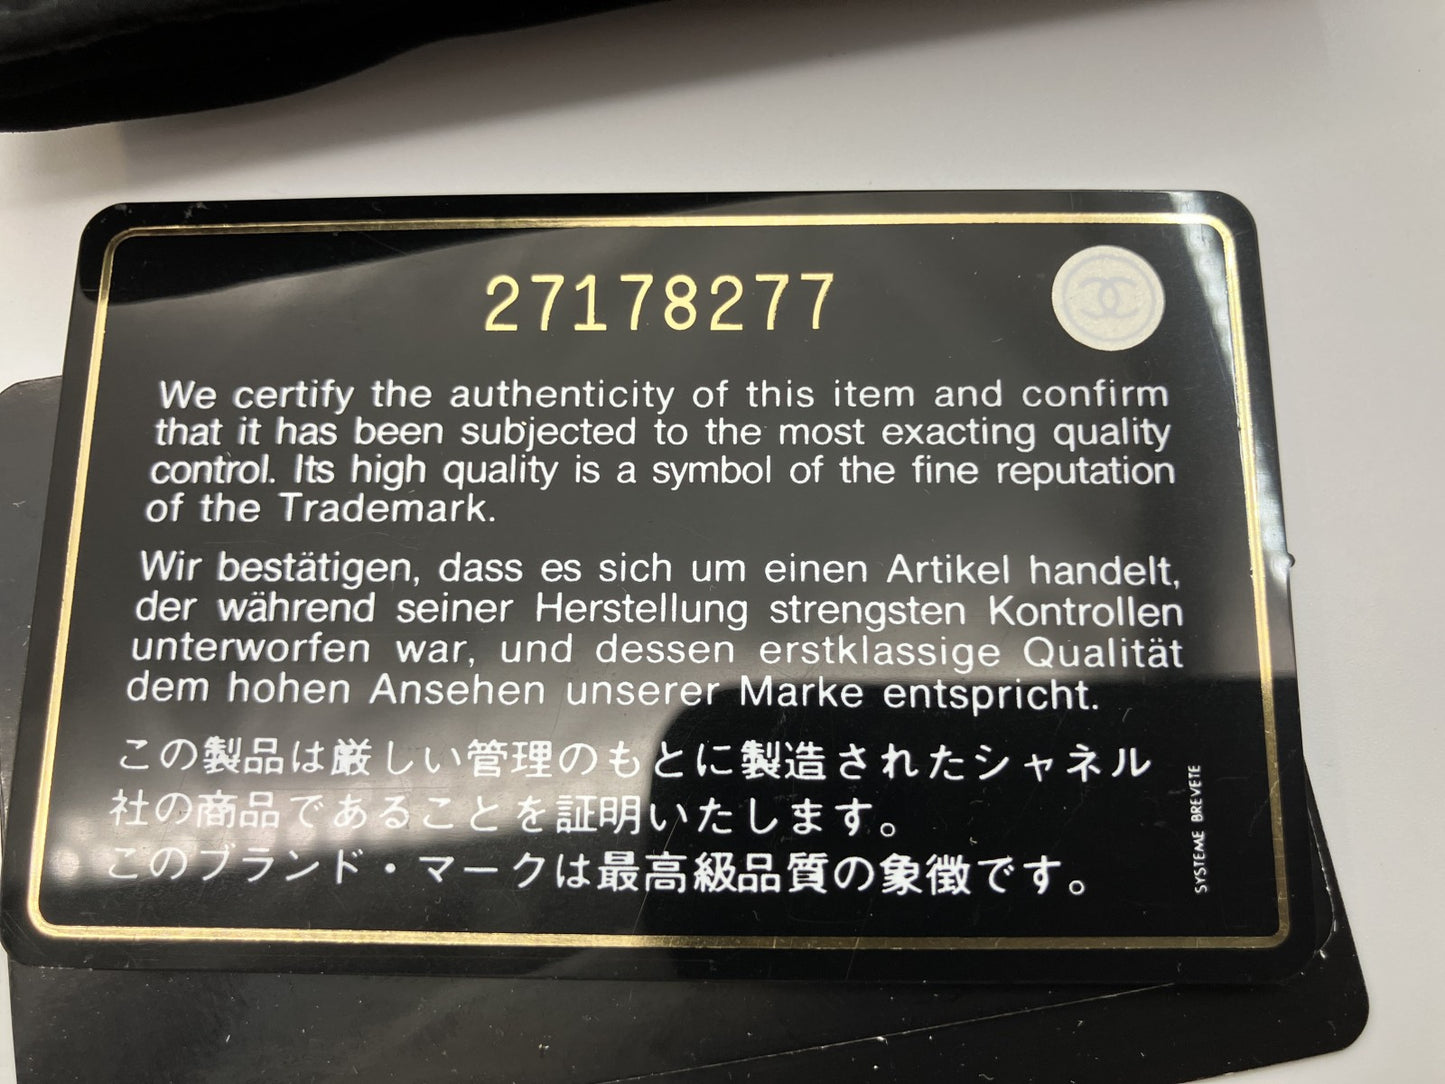 27178277
We certify the authenticity of this item and confirm
that it has been subjected to the most exacting quality
control. Its high quality is a symbol of the fine reputation
of the Trademark.
Wir bestätigen, dass es sich um einen Artikel handelt,
der während seiner Herstellung strengsten Kontrollen
unterworfen war, und dessen erstklassige Qualität
dem hohen Ansehen unserer Marke entspricht.
この製品は厳しい管理のもとに製造されたシャネル
社の商品であることを証明いたします。
このブランド・マークは最高級品質の象徴です。
SYSTEME BREVETE